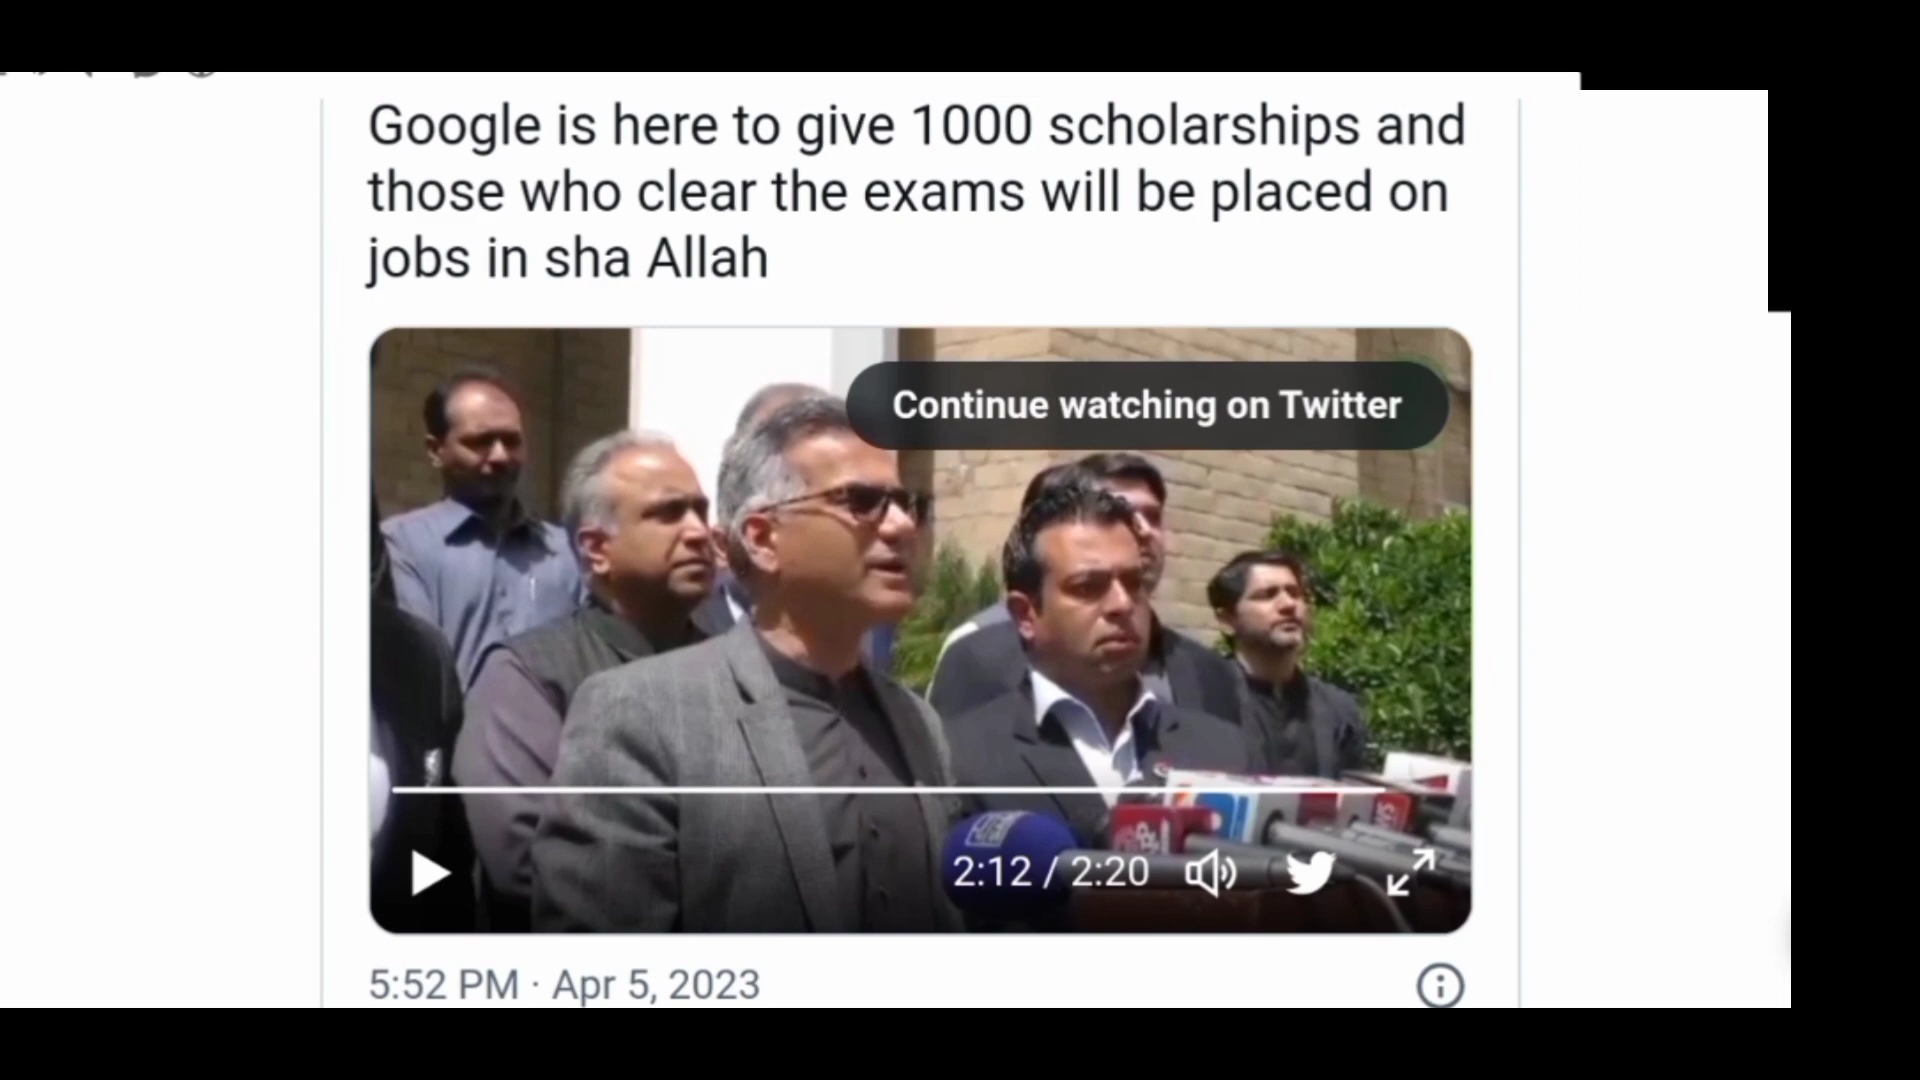 Google is here to give 1000 scholarships and
those who clear the exams will be placed on
jobs in sha Allah
Continue watching on Twitter
2:12 / 2:20
5:52 PM · Apr 5, 2023